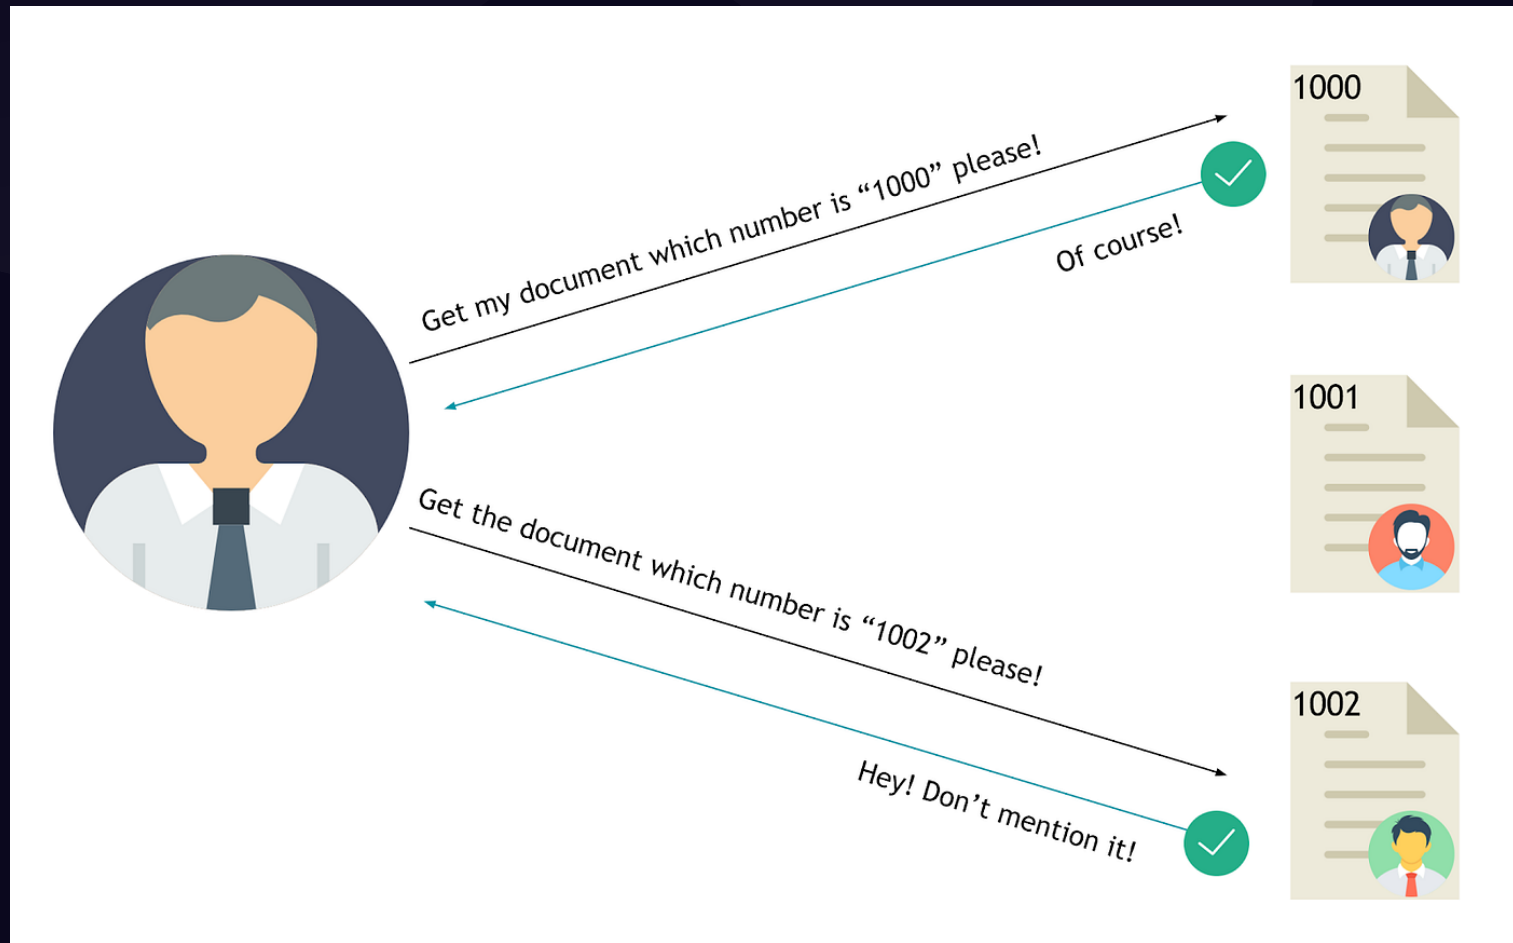 1000
Get my document which number is “1000” please!
Of course!
1001
Get the document which number is “1002” please!
1002
Hey! Don’t mention it!